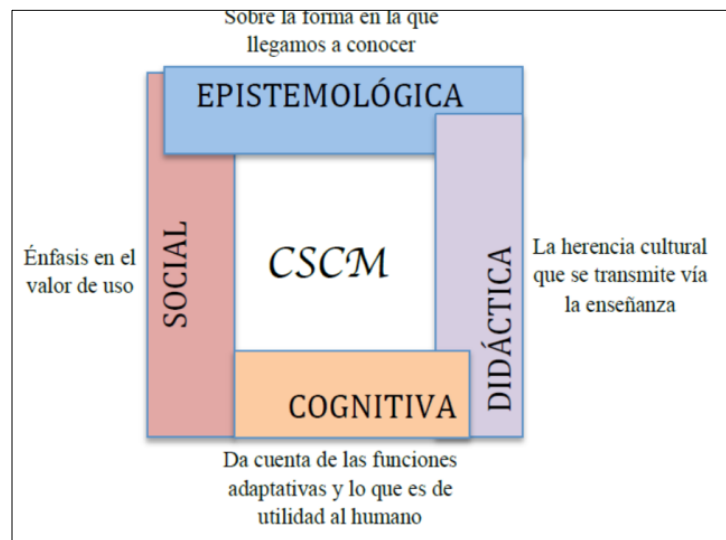 Sobre la forma en la que
llegamos a conocer
EPISTEMOLÓGICA
SOCIAL
Énfasis en el
valor de uso
CSCM
DIDÁCTICA
La herencia cultural
que se transmite vía
la enseñanza
COGNITIVA
Da cuenta de las funciones
adaptativas y lo que es de
utilidad al humano